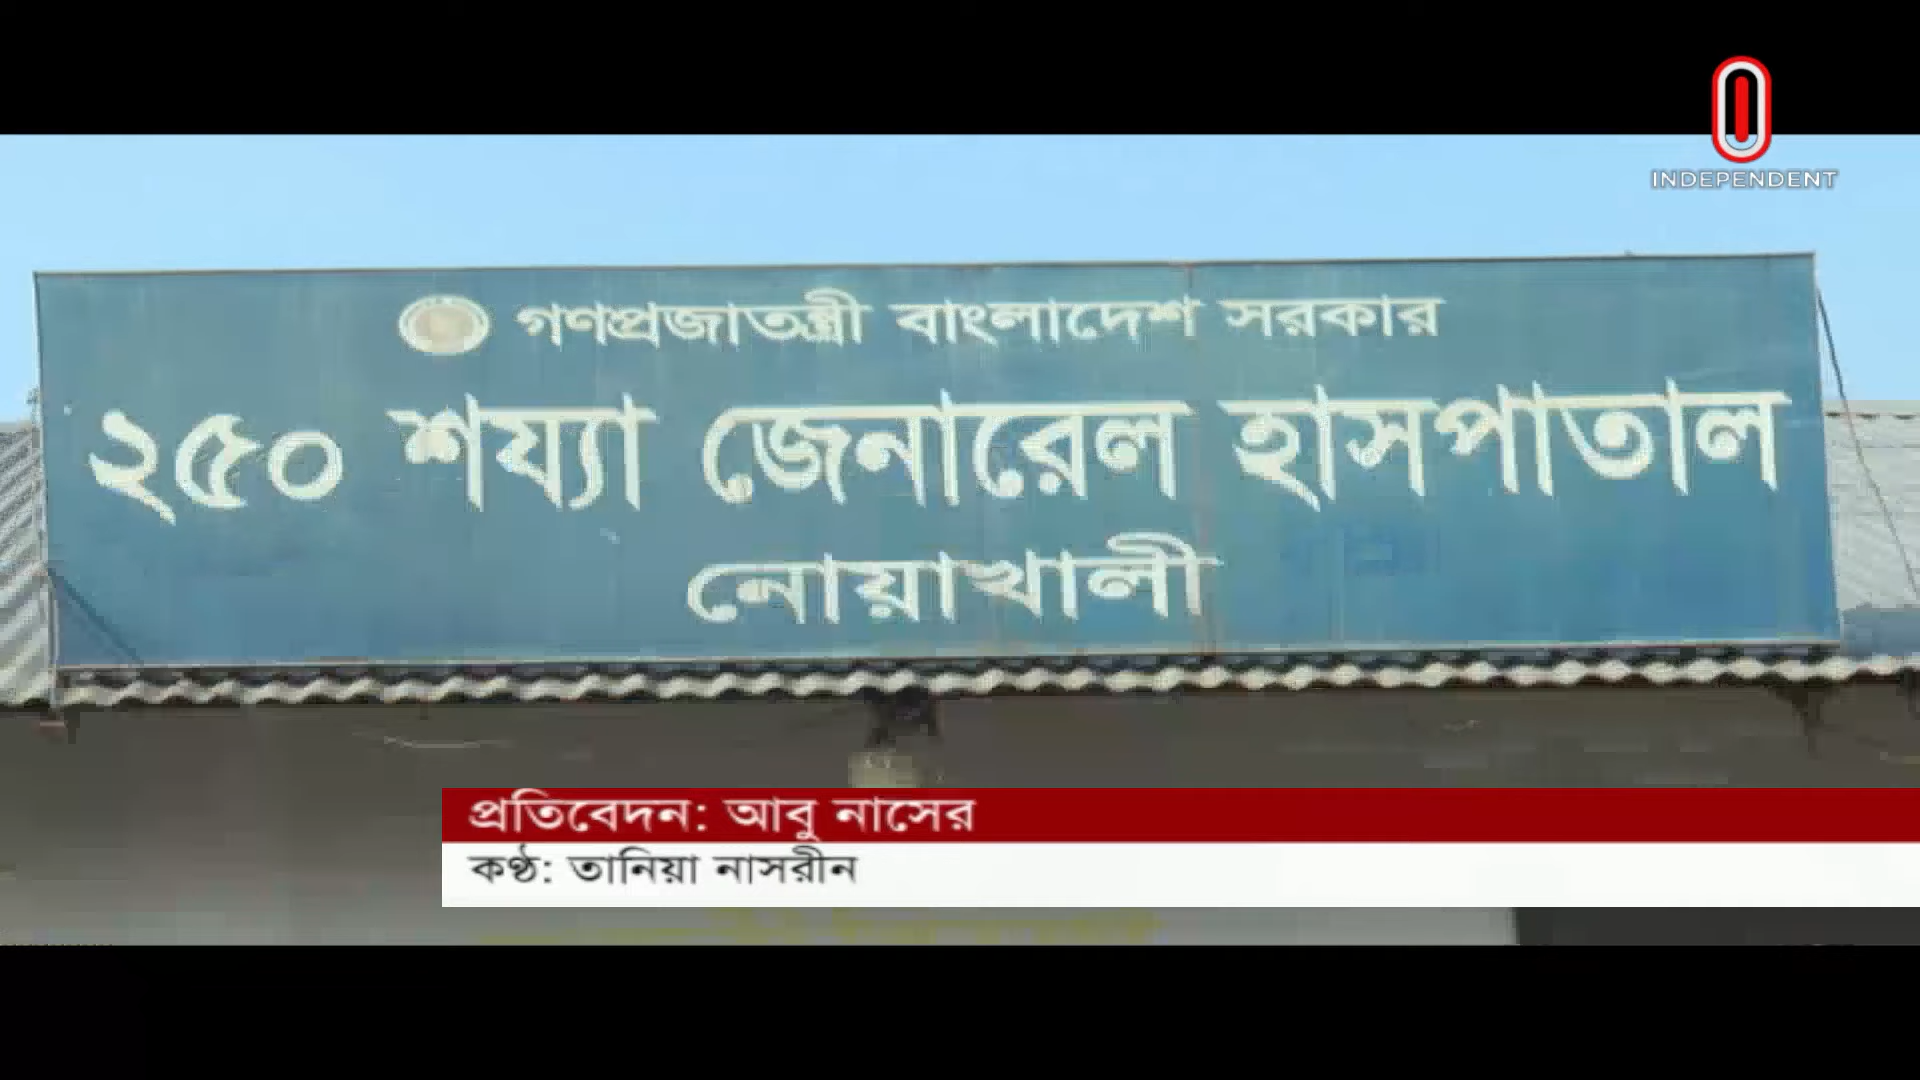 INDEPENDENT
গণপ্রজাতন্ত্রী বাংলাদেশ সরকার
২৫০ শয্যা জেনারেল হাসপাতাল
নোয়াখালী
প্রতিবেদন: আবু নাসের
কণ্ঠ: তানিয়া নাসরীন